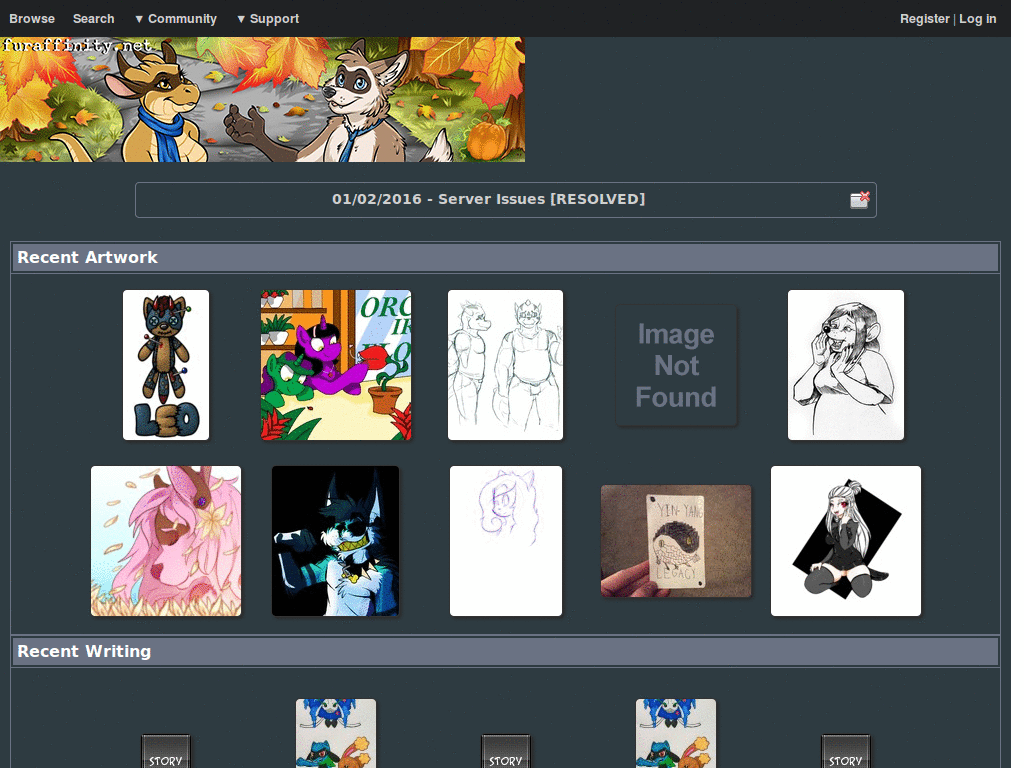 Browse Search ▼ Community ▼ Support Register | Log in
furaffinity.net
01/02/2016 - Server Issues [RESOLVED]
Recent Artwork
LEO
ORC
Image
Not
Found
YIN-YANG
LEGACY
Recent Writing
STORY STORY STORY